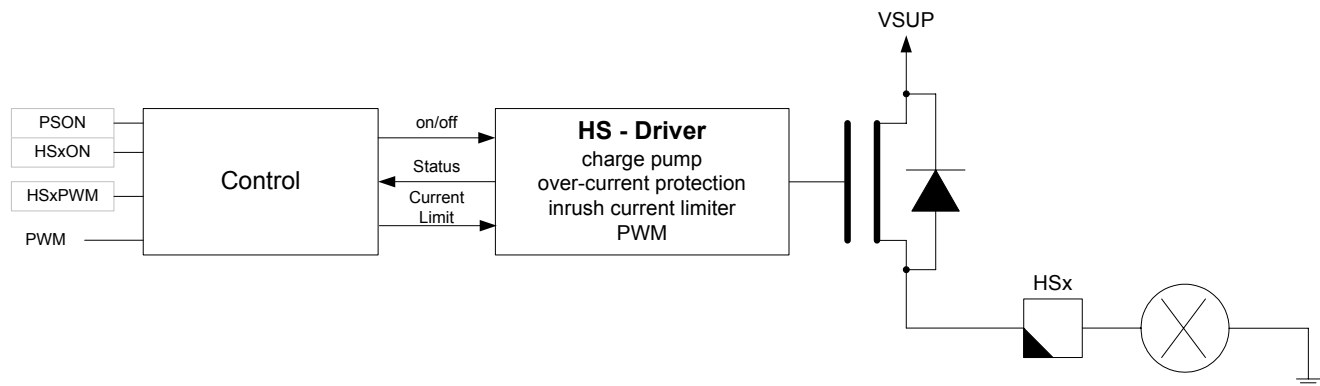 VSUP
PSON
HSxON
HSxPWM
PWM
Control
on/off
Status
Current
Limit
HS - Driver
charge pump
over-current protection
inrush current limiter
PWM
HSx